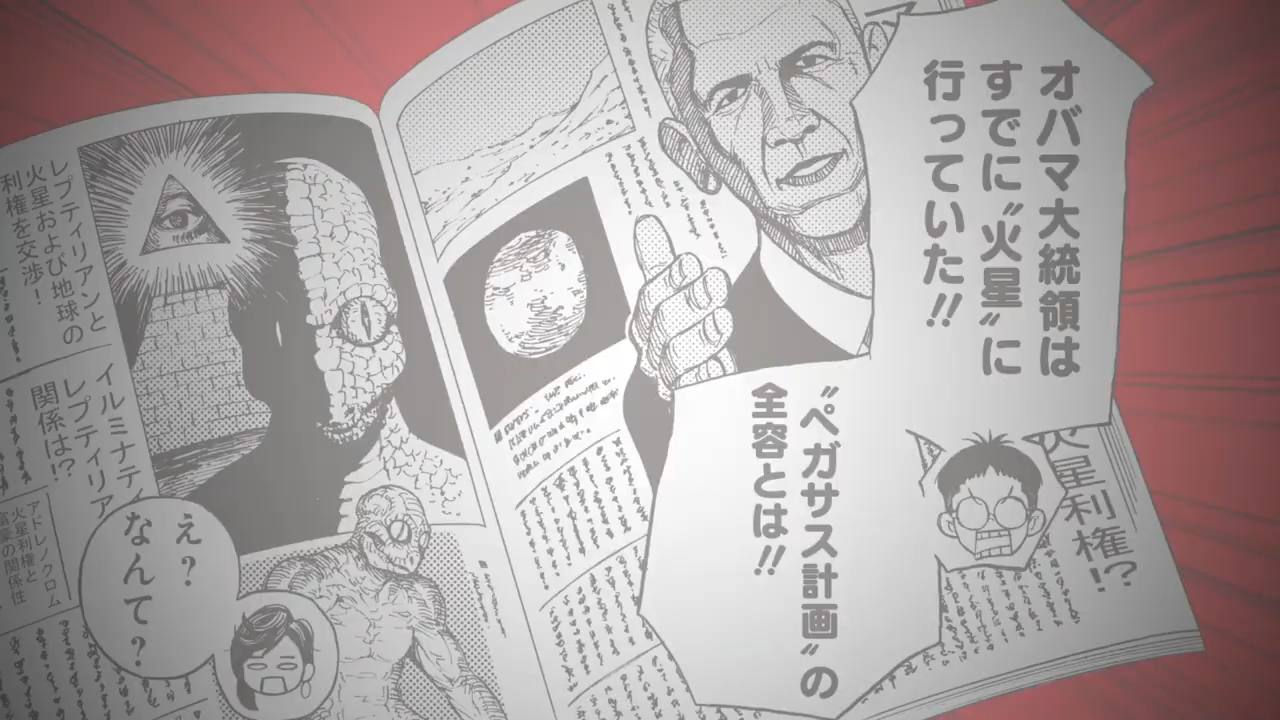 オバマ大統領は
すでに〝火星〟に
行っていた!!
〝ペガサス計画〟の
全容とは!!
火星利権!?
レプティリアンと
火星および地球の
利権を交渉!
イルミナティ
レプティリア
関係は!?
アドレノクロム
火星利権と
富豪の関係性
え?
なんて?